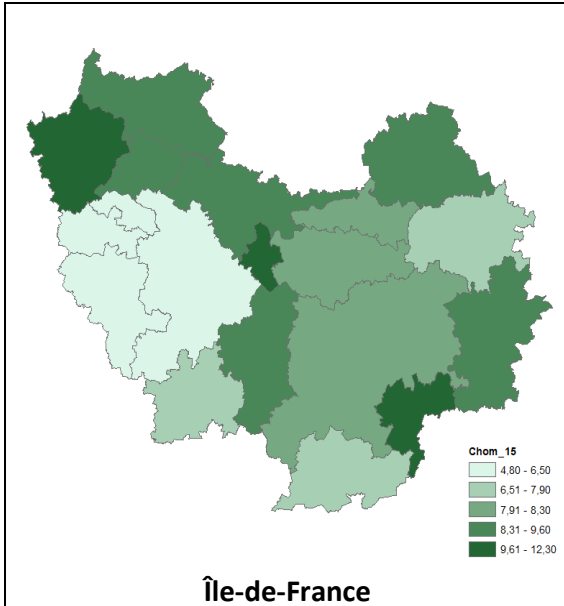 Chom_15
4,80 - 6,50
6,51 - 7,90
7,91 - 8,30
8,31 - 9,60
9,61 - 12,30
Île-de-France